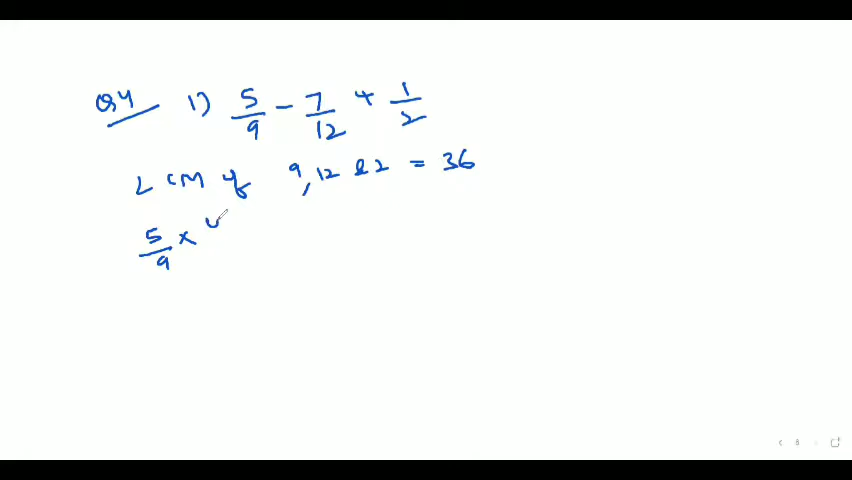 Q4 1) 5/9 - 7/12 + 1/2
LCM of 9, 12 & 2 = 36
5/9 ×